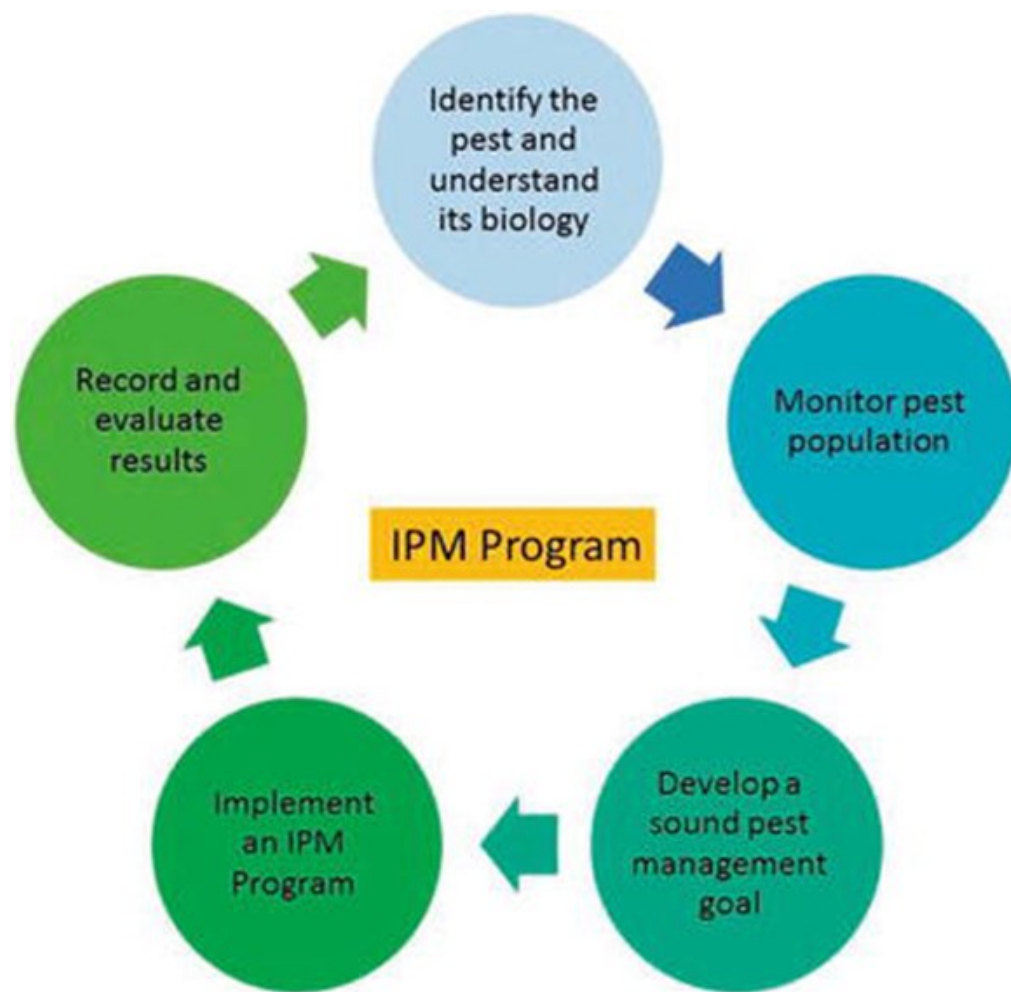 Identify the
pest and
understand
its biology
Monitor pest
population
Develop a
sound pest
management
goal
Implement
an IPM
Program
Record and
evaluate
results
IPM Program